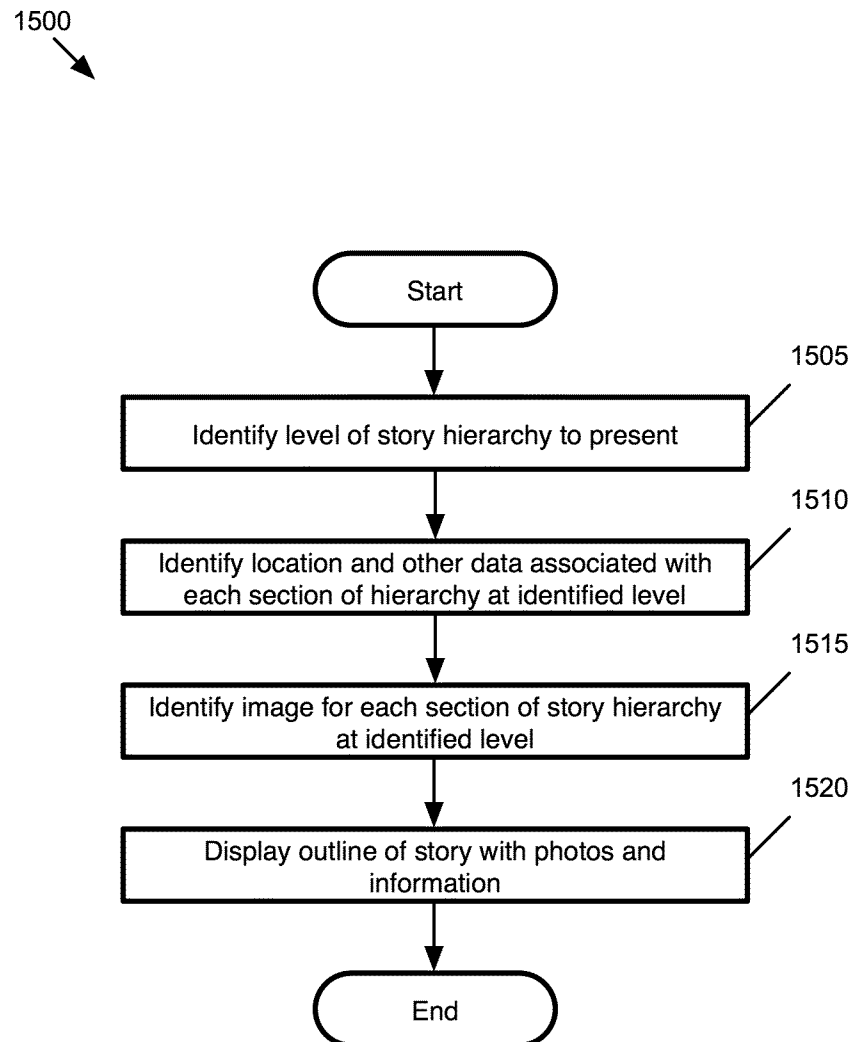 1500
Start
1505
Identify level of story hierarchy to present
1510
Identify location and other data associated with
each section of hierarchy at identified level
1515
Identify image for each section of story hierarchy
at identified level
1520
Display outline of story with photos and
information
End